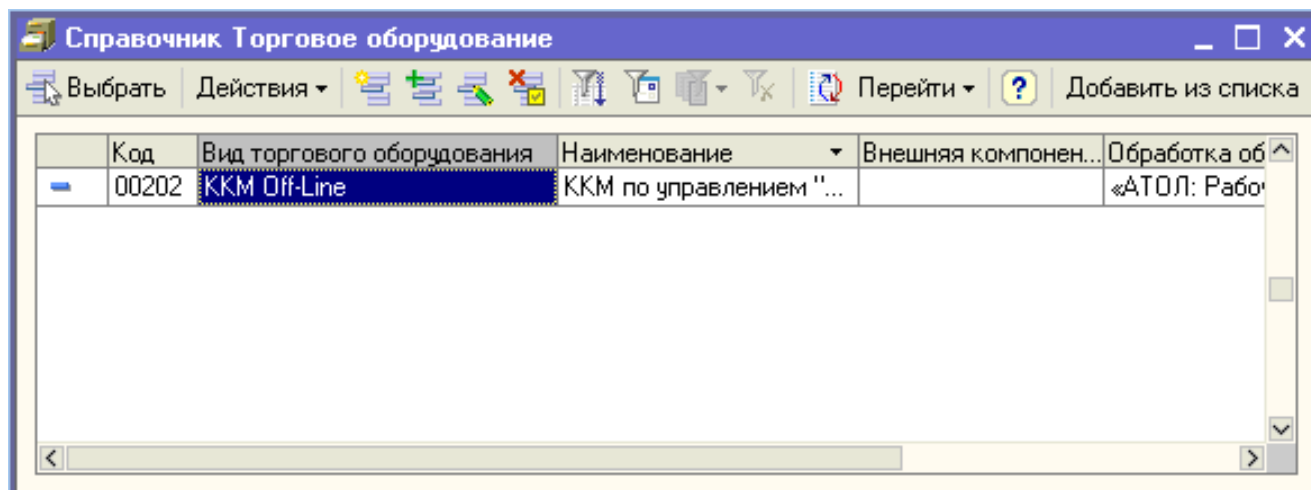 Справочник Торговое оборудование
Выбрать Действия ? Перейти Добавить из списка
Код Вид торгового оборудования Наименование Внешняя компонен... Обработка об
00202 ККМ Off-Line ККМ по управлением "... «АТОЛ: Рабоч